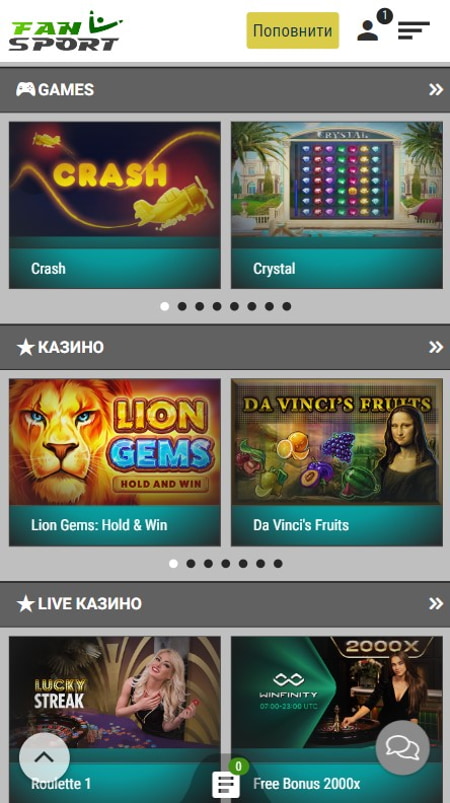 FAN
SPORT
Поповнити
1
GAMES
CRASH
CRYSTAL
Crash
Crystal
КАЗИНО
LION
GEMS
HOLD AND WIN
DA VINCI'S FRUITS
Lion Gems: Hold & Win
Da Vinci's Fruits
LIVE КАЗИНО
LUCKY
STREAK
2000X
WINFINITY
07:00-23:00 UTC
0
Roulette 1
Free Bonus 2000x